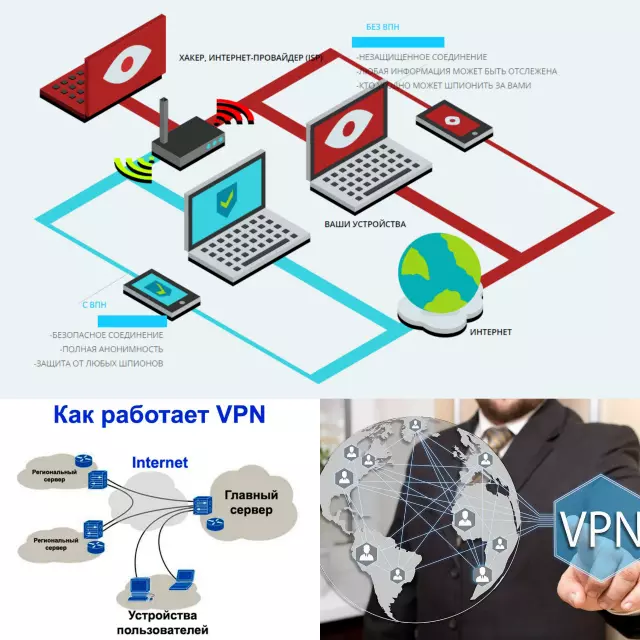 БЕЗ ВПН
ХАКЕР, ИНТЕРНЕТ-ПРОВАЙДЕР (ISP)
-НЕЗАЩИЩЕННОЕ СОЕДИНЕНИЕ
-ЛЮБАЯ ИНФОРМАЦИЯ МОЖЕТ БЫТЬ ОТСЛЕЖЕНА
МОЖЕТ ШПИОНИТЬ ЗА ВАМИ
ВАШИ УСТРОЙСТВА
С ВПН
ИНТЕРНЕТ
-БЕЗОПАСНОЕ СОЕДИНЕНИЕ
-ПОЛНАЯ АНОНИМНОСТЬ
-ЗАЩИТА ОТ ЛЮБЫХ ШПИОНОВ
Как работает VPN
Internet
Региональный
сервер
Главный
сервер
Региональный
сервер
Устройства
пользователей
VPN